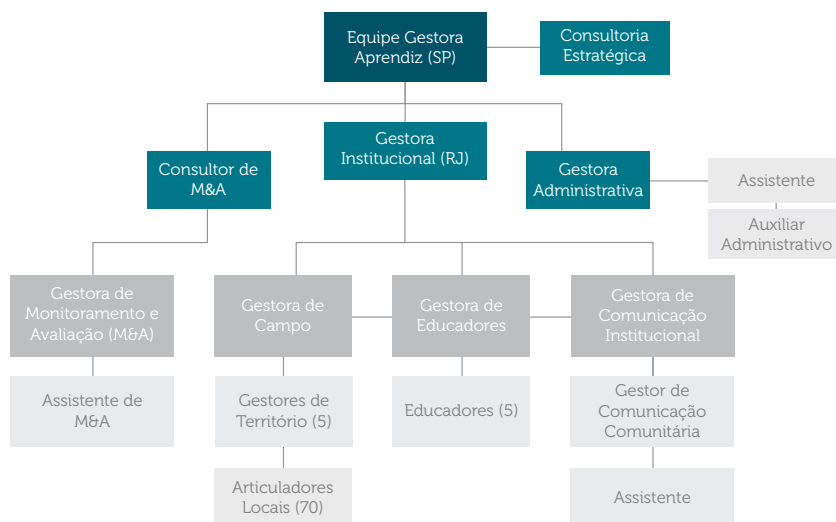 Equipe Gestora
Aprendiz (SP)
Consultoria
Estratégica
Consultor de
M&A
Gestora
Institucional (RJ)
Gestora
Administrativa
Assistente
Auxiliar
Administrativo
Gestora de
Monitoramento e
Avaliação (M&A)
Gestora de
Campo
Gestora de
Educadores
Gestora de
Comunicação
Institucional
Assistente de
M&A
Gestores de
Território (5)
Educadores (5)
Gestor de
Comunicação
Comunitária
Articuladores
Locais (70)
Assistente